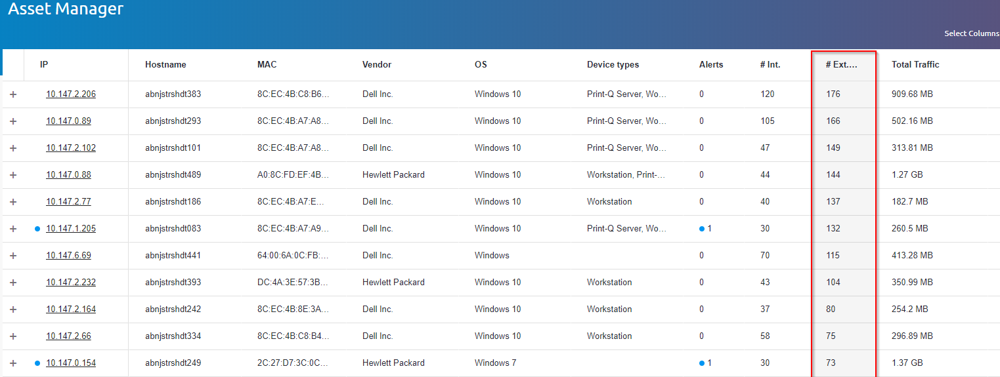 Asset Manager
Select Columns
IP Hostname MAC Vendor OS Device types Alerts # Int. # Ext.... Total Traffic
+ 10.147.2.206 abnjstrshdt383 8C:EC:4B:C8:B6... Dell Inc. Windows 10 Print-Q Server, Wo... 0 120 176 909.68 MB
+ 10.147.0.89 abnjstrshdt293 8C:EC:4B:A7:A8... Dell Inc. Windows 10 Print-Q Server, Wo... 0 105 166 502.16 MB
+ 10.147.2.102 abnjstrshdt101 8C:EC:4B:A7:A8... Dell Inc. Windows 10 Print-Q Server, Wo... 0 47 149 313.81 MB
+ 10.147.0.88 abnjstrshdt489 A0:8C:FD:EF:4B... Hewlett Packard Windows 10 Workstation, Print-... 0 44 144 1.27 GB
+ 10.147.2.77 abnjstrshdt186 8C:EC:4B:A7:E... Dell Inc. Windows 10 Workstation 0 40 137 182.7 MB
+ 10.147.1.205 abnjstrshdt083 8C:EC:4B:A7:A9... Dell Inc. Windows 10 Print-Q Server, Wo... 1 30 132 260.5 MB
+ 10.147.6.69 abnjstrshdt441 64:00:6A:0C:FB:... Dell Inc. Windows 0 70 115 413.28 MB
+ 10.147.2.232 abnjstrshdt393 DC:4A:3E:57:3B... Hewlett Packard Windows 10 Workstation 0 43 104 350.99 MB
+ 10.147.2.164 abnjstrshdt242 8C:EC:4B:8E:3A... Dell Inc. Windows 10 Workstation 0 37 80 254.2 MB
+ 10.147.2.66 abnjstrshdt334 8C:EC:4B:C8:B4... Dell Inc. Windows 10 Workstation 0 58 75 296.89 MB
+ 10.147.0.154 abnjstrshdt249 2C:27:D7:3C:0C... Hewlett Packard Windows 7 1 30 73 1.37 GB